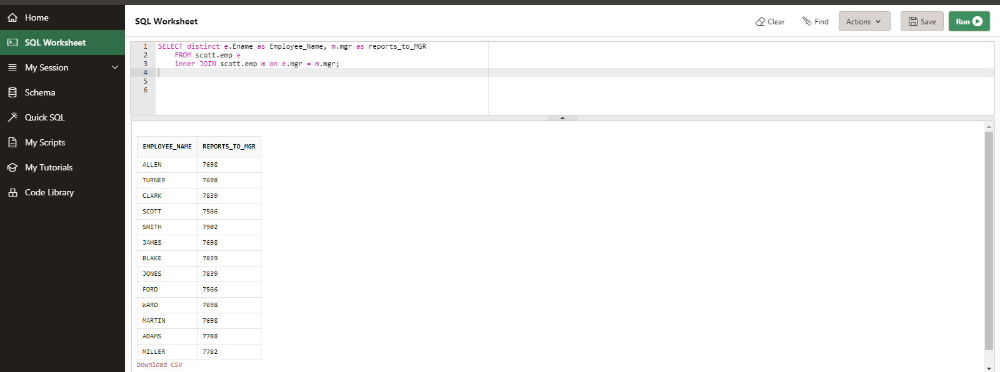 Home
SQL Worksheet
My Session
Schema
Quick SQL
My Scripts
My Tutorials
Code Library
SQL Worksheet
Clear
Find
Actions
Save
Run
1 SELECT distinct e.Ename as Employee_Name, m.mgr as reports_to_MGR
2 FROM scott.emp e
3 inner JOIN scott.emp m on e.mgr = m.mgr;
4
5
6
EMPLOYEE_NAME REPORTS_TO_MGR
ALLEN 7698
TURNER 7698
CLARK 7839
SCOTT 7566
SMITH 7902
JAMES 7698
BLAKE 7839
JONES 7839
FORD 7566
WARD 7698
MARTIN 7698
ADAMS 7788
MILLER 7782
Download CSV